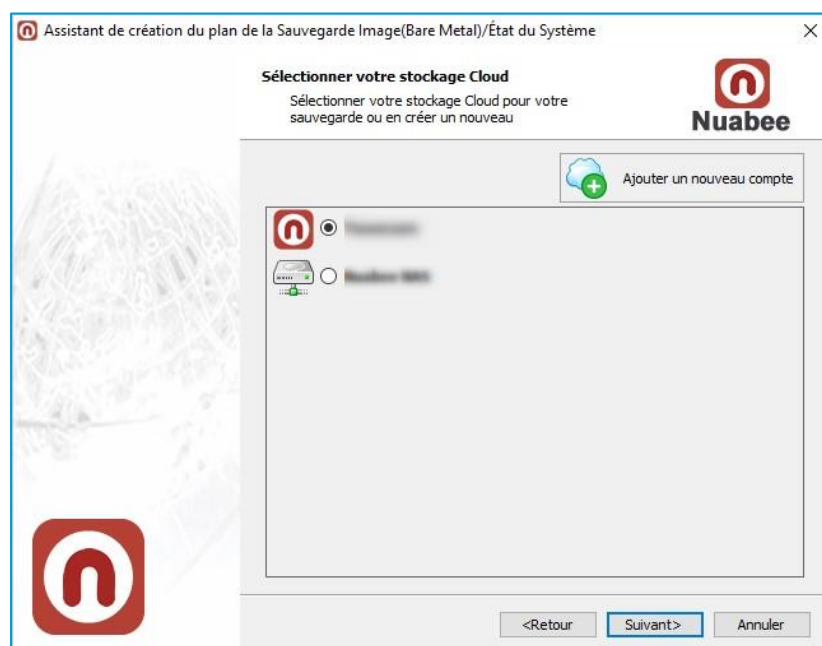 Assistant de création du plan de la Sauvegarde Image(Bare Metal)/État du Système
Sélectionner votre stockage Cloud
Sélectionner votre stockage Cloud pour votre
sauvegarde ou en créer un nouveau
Nuabee
Ajouter un nouveau compte
<Retour
Suivant>
Annuler